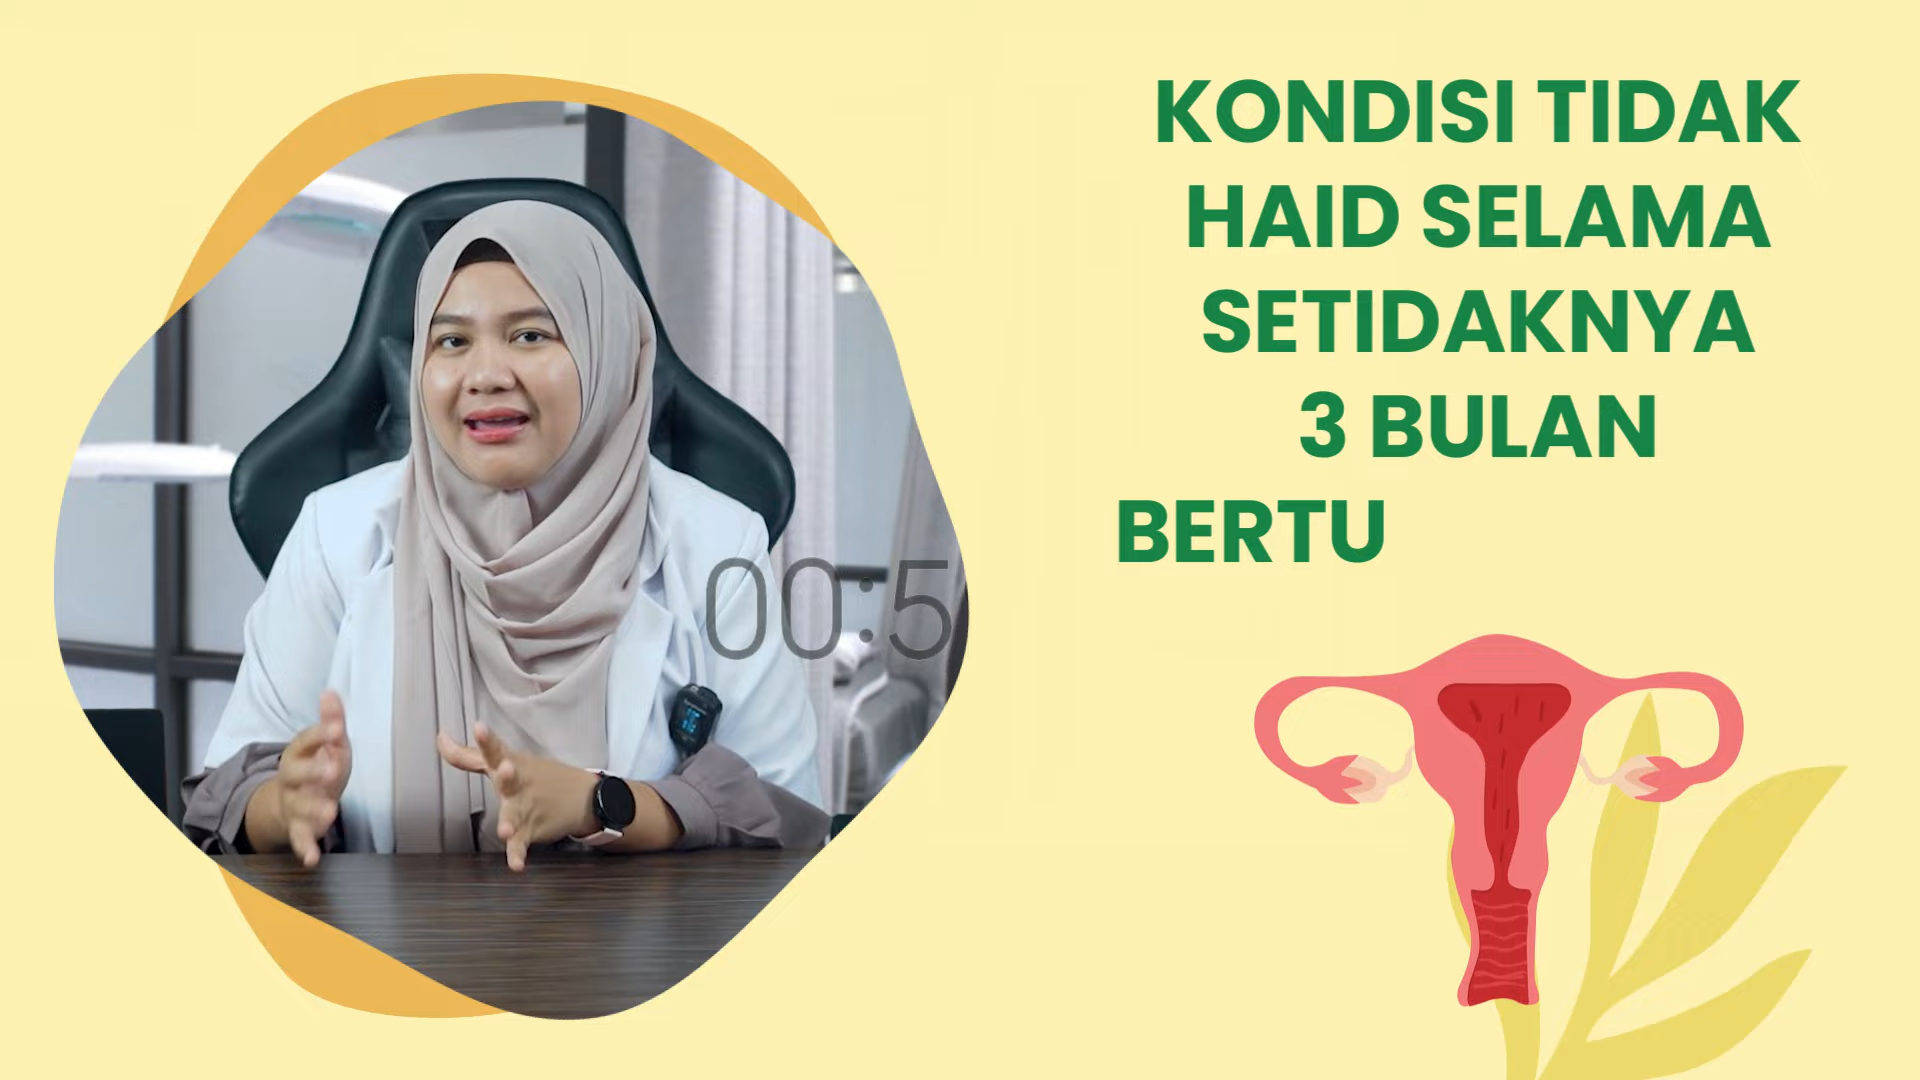 KONDISI TIDAK
HAID SELAMA
SETIDAKNYA
3 BULAN
BERTU
00:5